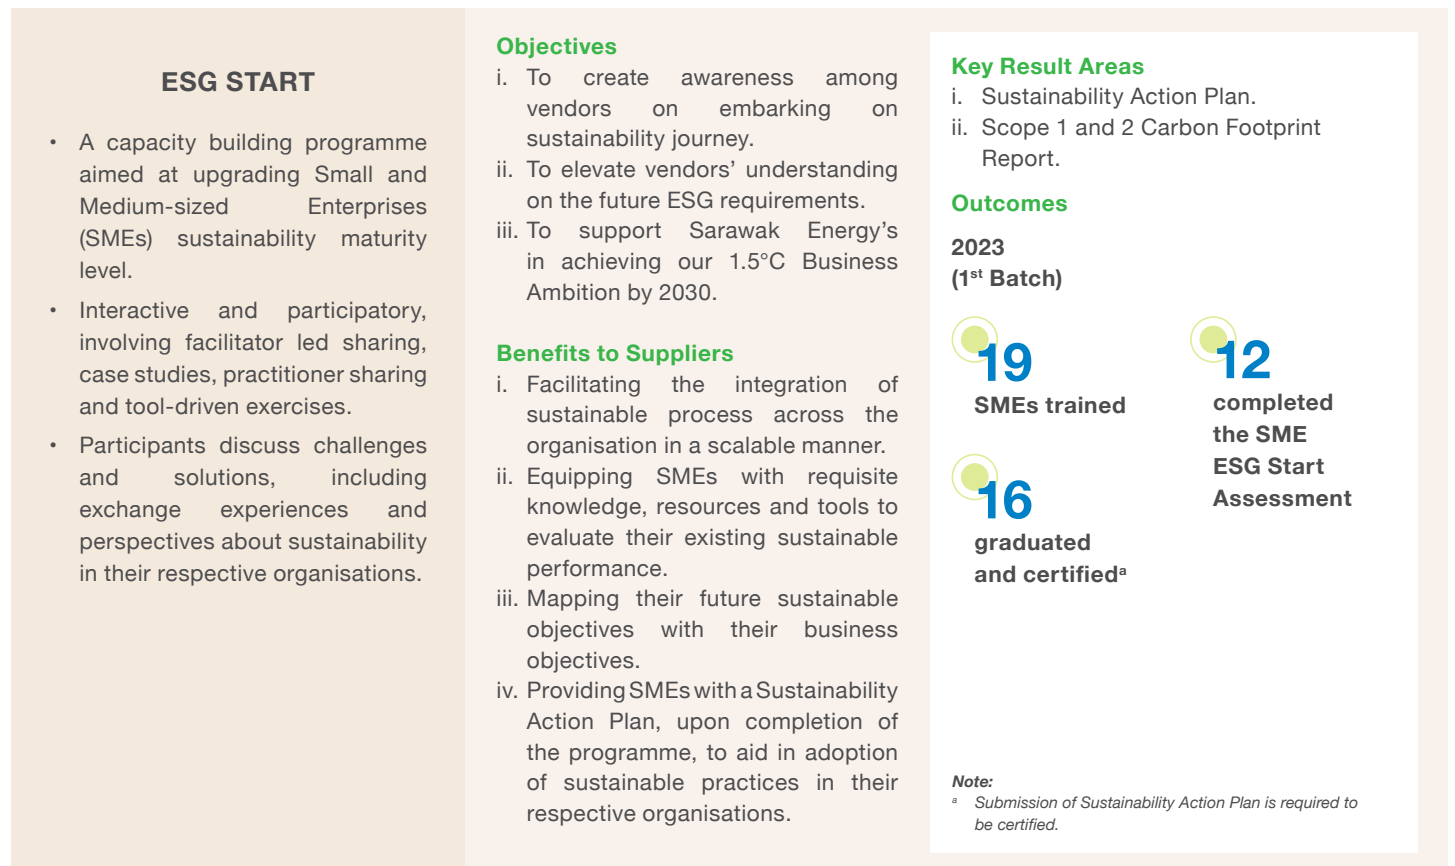 ESG START
• A capacity building programme
aimed at upgrading Small and
Medium-sized Enterprises
(SMEs) sustainability maturity
level.
• Interactive and participatory,
involving facilitator led sharing,
case studies, practitioner sharing
and tool-driven exercises.
• Participants discuss challenges
and solutions, including
exchange experiences and
perspectives about sustainability
in their respective organisations.
Objectives
i. To create awareness among
vendors on embarking on
sustainability journey.
ii. To elevate vendors’ understanding
on the future ESG requirements.
iii. To support Sarawak Energy’s
in achieving our 1.5°C Business
Ambition by 2030.
Benefits to Suppliers
i. Facilitating the integration of
sustainable process across the
organisation in a scalable manner.
ii. Equipping SMEs with requisite
knowledge, resources and tools to
evaluate their existing sustainable
performance.
iii. Mapping their future sustainable
objectives with their business
objectives.
iv. Providing SMEs with a Sustainability
Action Plan, upon completion of
the programme, to aid in adoption
of sustainable practices in their
respective organisations.
Key Result Areas
i. Sustainability Action Plan.
ii. Scope 1 and 2 Carbon Footprint
Report.
Outcomes
2023
(1st Batch)
19
SMEs trained
16
graduated
and certifiedª
12
completed
the SME
ESG Start
Assessment
Note:
ª Submission of Sustainability Action Plan is required to
be certified.